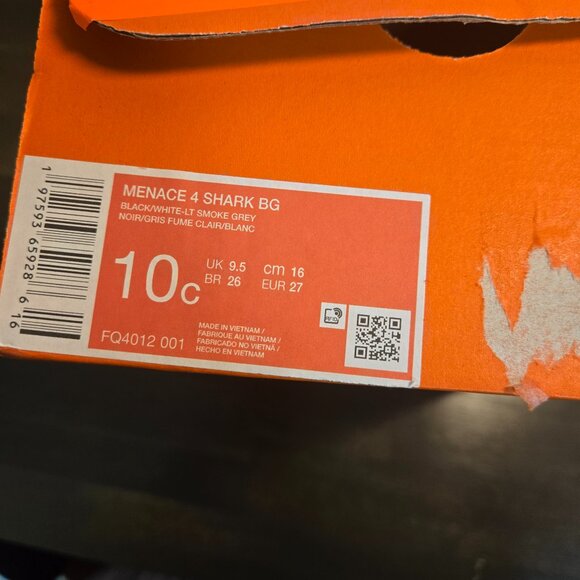 MENACE 4 SHARK BG
BLACK/WHITE-LT SMOKE GREY
NOIR/GRIS FUME CLAIR/BLANC
10C
UK 9.5 cm 16
BR 26 EUR 27
MADE IN VIETNAM /
FABRIQUE AU VIETNAM /
FABRICADO NO VIETNÃ /
HECHO EN VIETNAM
FQ4012 001
RFID
1 97593 65928 6 16